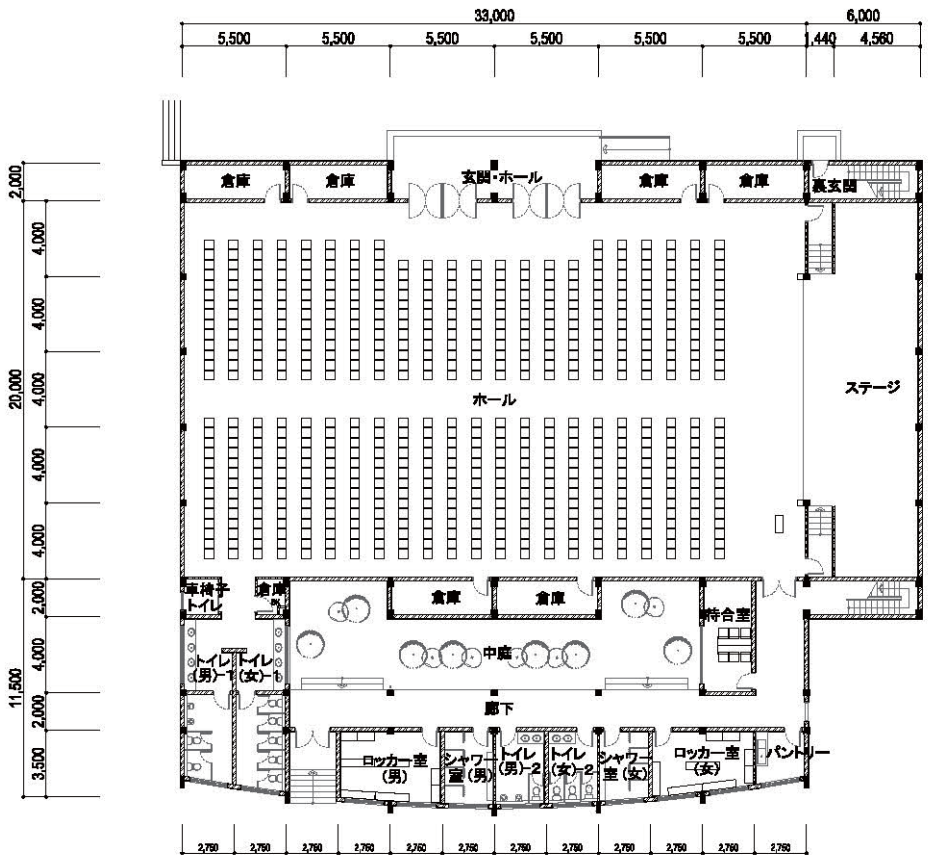 33,000
6,000
5,500 5,500 5,500 5,500 5,500 5,500 1,440 4,560
2,000
倉庫 倉庫 玄関・ホール 倉庫 倉庫 裏玄関
4,000
4,000
20,000
4,000
ホール
ステージ
4,000
4,000
2,000
車椅子
トイレ
倉庫
倉庫 倉庫
待合室
11,500
4,000
中庭
トイレ
(男)-1
トイレ
(女)-1
2,000
廊下
3,500
ロッカー室
(男)
シャワー
室(男)
トイレ
(男)-2
トイレ
(女)-2
シャワー
室(女)
ロッカー室
(女)
パントリー
2,750 2,750 2,750 2,750 2,750 2,750 2,750 2,750 2,750 2,750 2,750 2,750